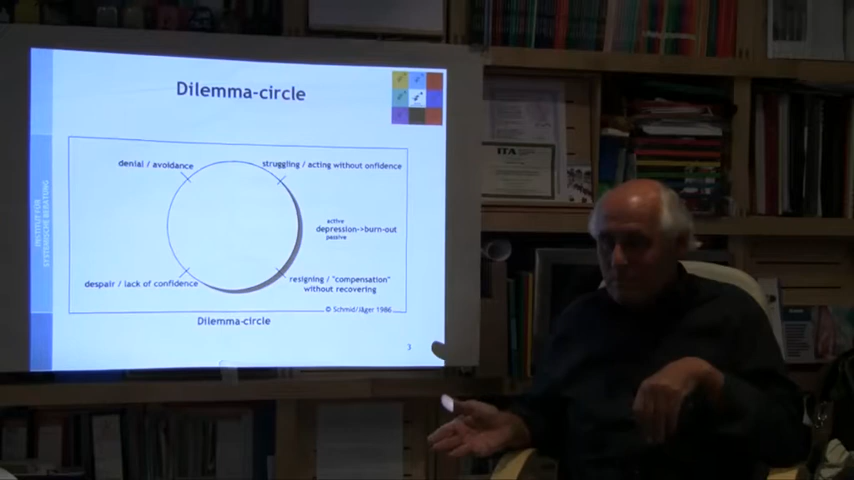 Dilemma-circle
denial / avoidance
struggling / acting without onfidence
active
depression->burn-out
passive
despair / lack of confidence
resigning / "compensation"
without recovering
© Schmid/Jäger 1986
Dilemma-circle
3
INSTITUT FÜR
SYSTEMISCHE BERATUNG
ITA